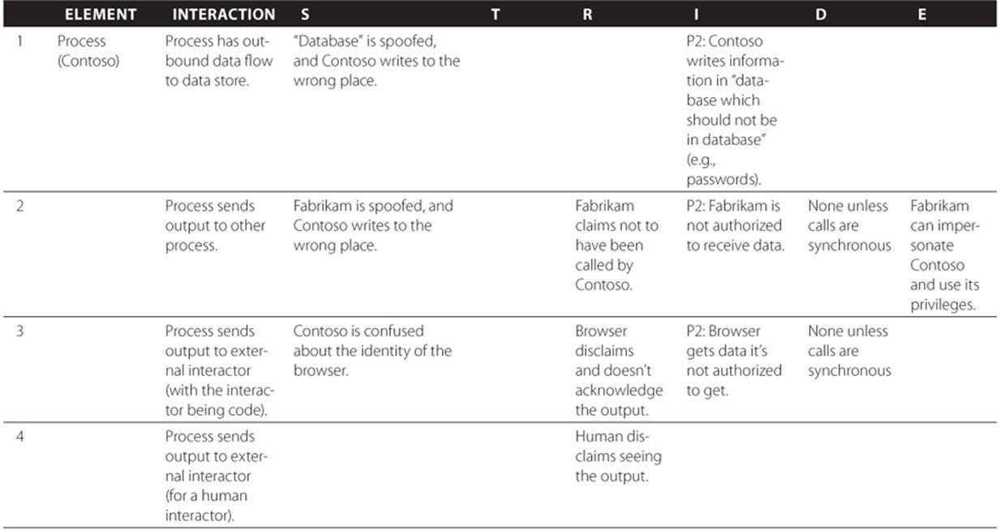 ELEMENT INTERACTION S T R I D E
1 Process (Contoso) Process has out-
bound data flow
to data store.
“Database” is spoofed,
and Contoso writes to the
wrong place.
P2: Contoso
writes informa-
tion in “data-
base which
should not be
in database”
(e.g.,
passwords).
2 Process sends
output to other
process.
Fabrikam is spoofed, and
Contoso writes to the
wrong place.
Fabrikam
claims not to
have been
called by
Contoso.
P2: Fabrikam is
not authorized
to receive data.
None unless
calls are
synchronous
Fabrikam
can imper-
sonate
Contoso
and use its
privileges.
3 Process sends
output to exter-
nal interactor
(with the interac-
tor being code).
Contoso is confused
about the identity of the
browser.
Browser
disclaims
and doesn’t
acknowledge
the output.
P2: Browser
gets data it’s
not authorized
to get.
None unless
calls are
synchronous
4 Process sends
output to exter-
nal interactor
(for a human
interactor).
Human dis-
claims seeing
the output.